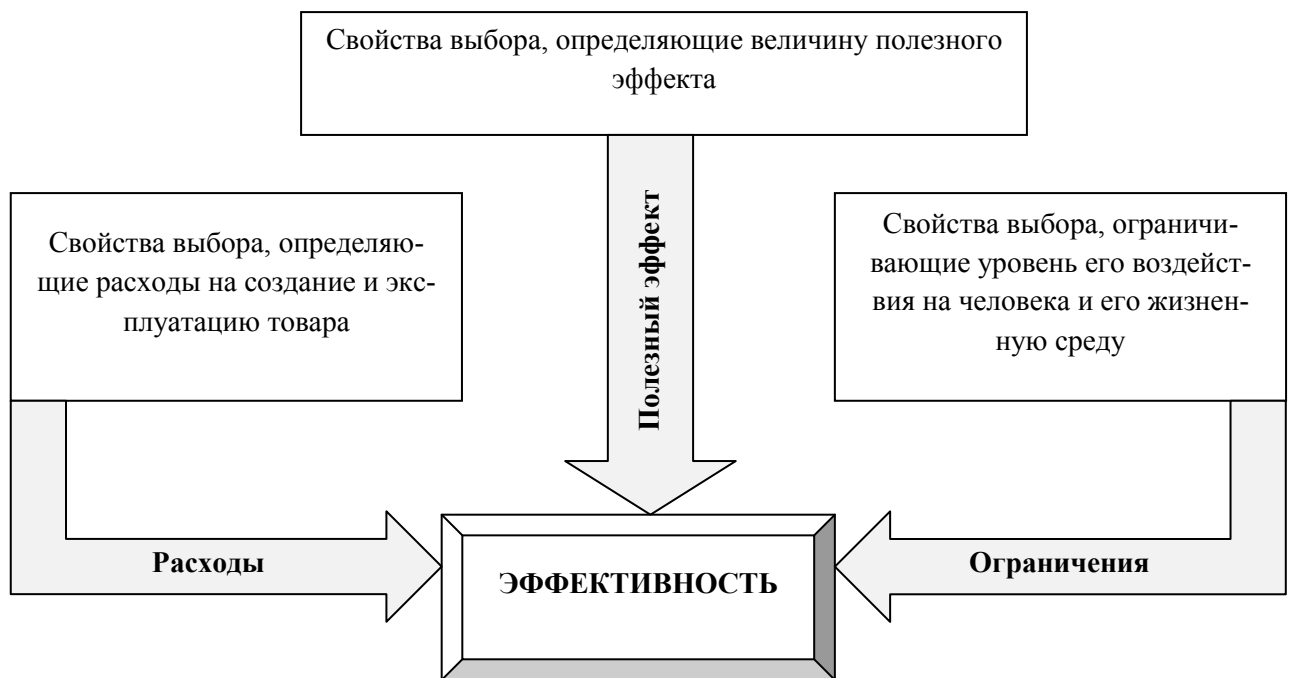 Свойства выбора, определяющие величину полезного
эффекта
Свойства выбора, определяю-
щие расходы на создание и экс-
плуатацию товара
Полезный эффект
Свойства выбора, ограничи-
вающие уровень его воздейст-
вия на человека и его жизнен-
ную среду
Расходы
ЭФФЕКТИВНОСТЬ
Ограничения